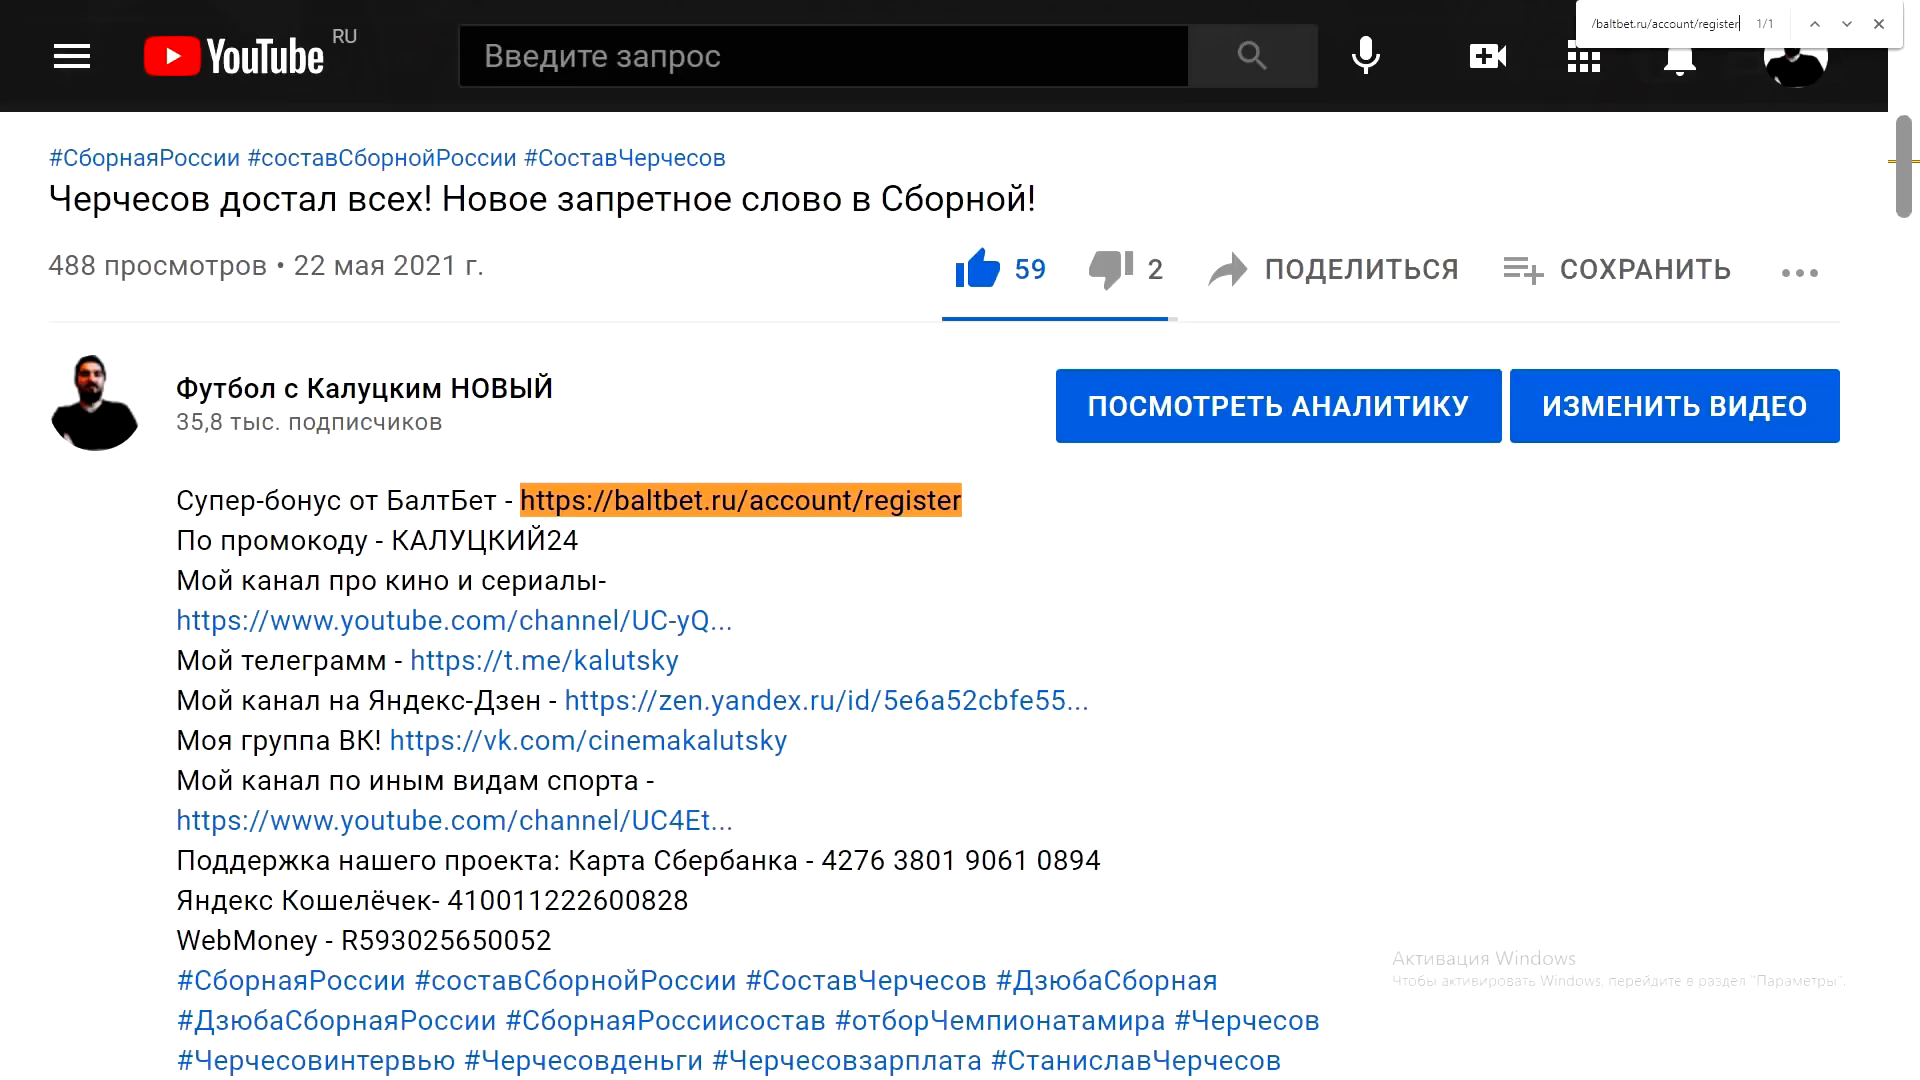 YouTube RU
Введите запрос
/baltbet.ru/account/register 1/1
#СборнаяРоссии #составСборнойРоссии #СоставЧерчесов
Черчесов достал всех! Новое запретное слово в Сборной!
488 просмотров • 22 мая 2021 г.
59 2 ПОДЕЛИТЬСЯ СОХРАНИТЬ
Футбол с Калуцким НОВЫЙ
35,8 тыс. подписчиков
ПОСМОТРЕТЬ АНАЛИТИКУ ИЗМЕНИТЬ ВИДЕО
Супер-бонус от БалтБет - https://baltbet.ru/account/register
По промокоду - КАЛУЦКИЙ24
Мой канал про кино и сериалы-
https://www.youtube.com/channel/UC-yQ...
Мой телеграмм - https://t.me/kalutsky
Мой канал на Яндекс-Дзен - https://zen.yandex.ru/id/5e6a52cbfe55...
Моя группа ВК! https://vk.com/cinemakalutsky
Мой канал по иным видам спорта -
https://www.youtube.com/channel/UC4Et...
Поддержка нашего проекта: Карта Сбербанка - 4276 3801 9061 0894
Яндекс Кошелёчек- 410011222600828
WebMoney - R593025650052
Активация Windows
Чтобы активировать Windows, перейдите в раздел "Параметры".
#СборнаяРоссии #составСборнойРоссии #СоставЧерчесов #ДзюбаСборная
#ДзюбаСборнаяРоссии #СборнаяРоссиисостав #отборЧемпионатамира #Черчесов
#Черчесовинтервью #Черчесовденьги #Черчесовзарплата #СтаниславЧерчесов